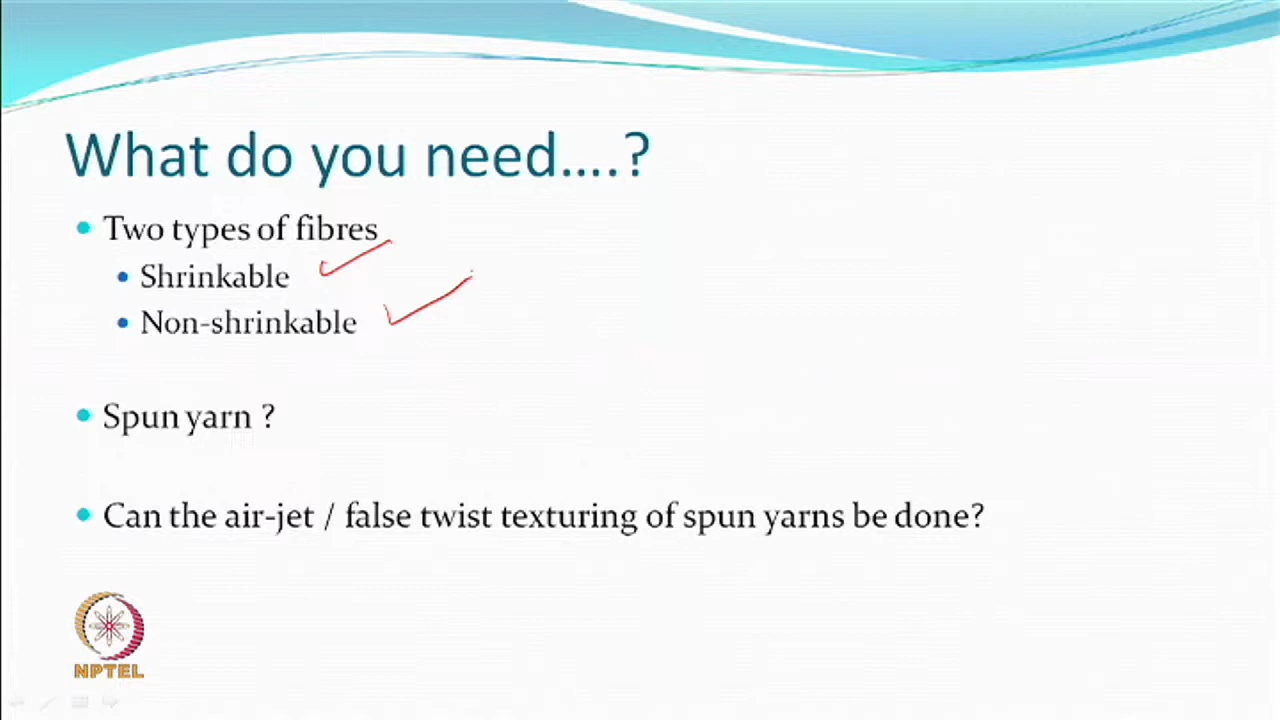 What do you need....?
Two types of fibres
Shrinkable
Non-shrinkable
Spun yarn ?
Can the air-jet / false twist texturing of spun yarns be done?
NPTEL